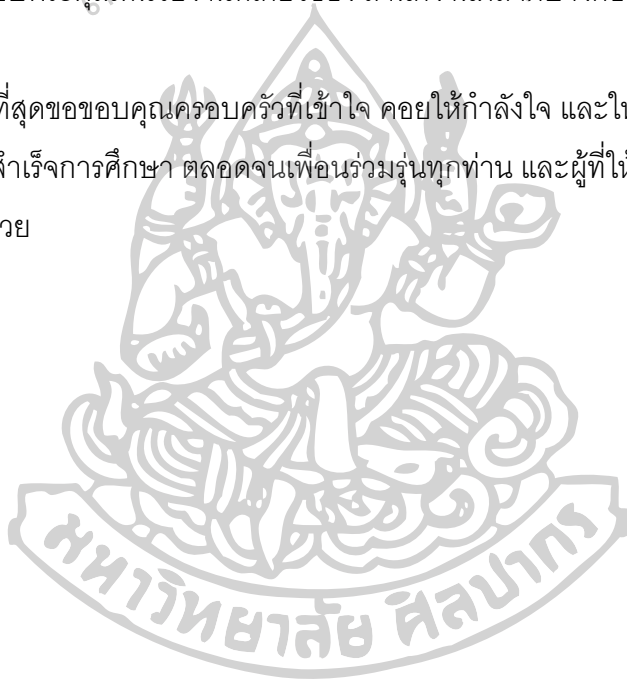 ที่สุดขอขอบคุณครอบครัวที่เข้าใจ คอยให้กำลังใจ และให
สำเร็จการศึกษา ตลอดจนเพื่อนร่วมรุ่นทุกท่าน และผู้ที่ให้
วย
มหาวิทยาลัย ศิลปากร